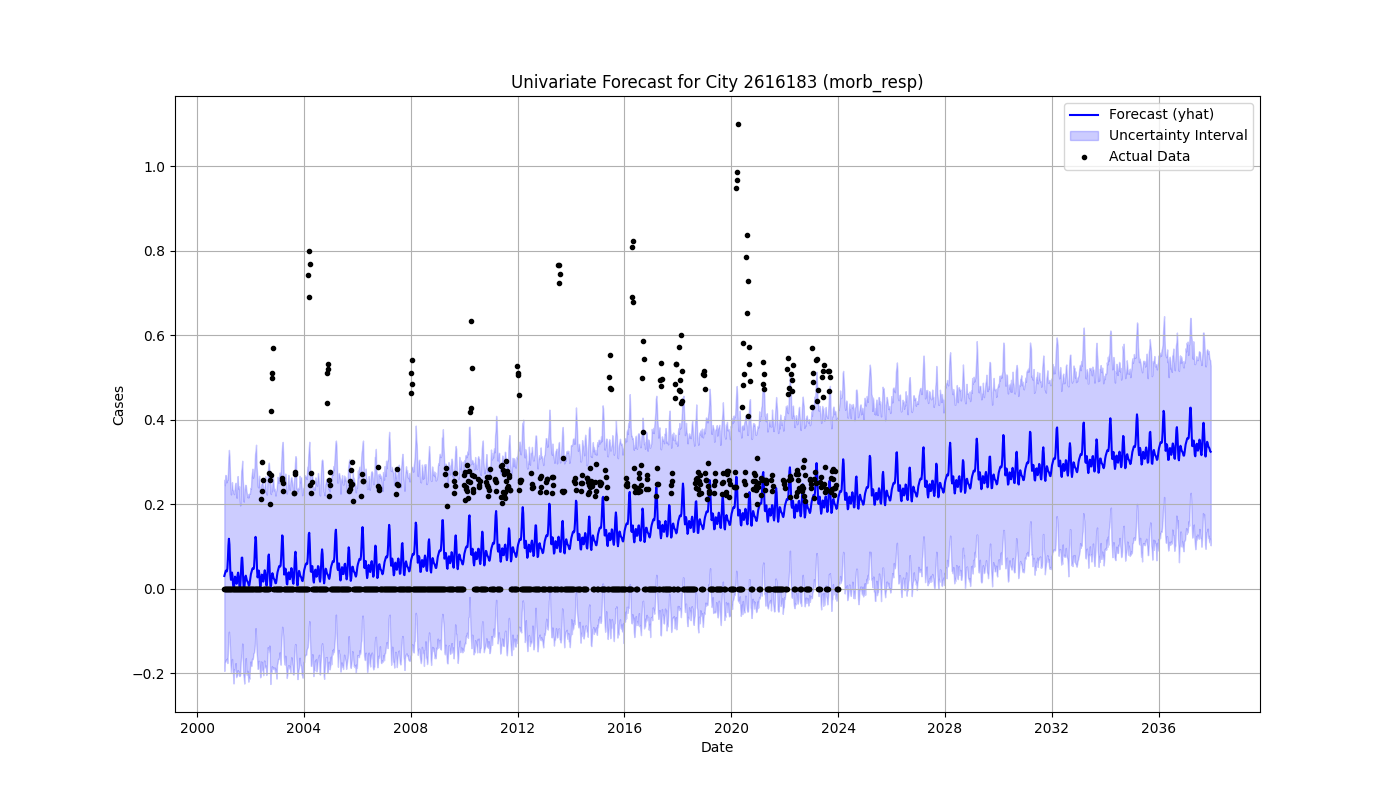 Univariate Forecast for City 2616183 (morb_resp)
Forecast (yhat)
Uncertainty Interval
Actual Data
Cases
1.0
0.8
0.6
0.4
0.2
0.0
−0.2
2000 2004 2008 2012 2016 2020 2024 2028 2032 2036
Date